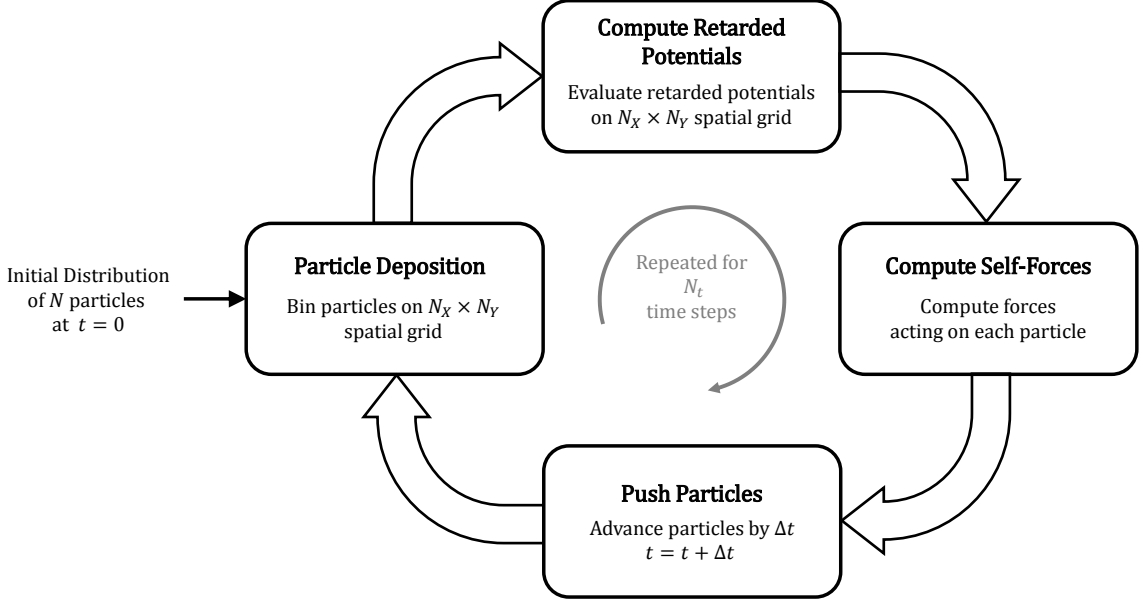 Compute Retarded
Potentials
Evaluate retarded potentials
on N_X × N_Y spatial grid
Initial Distribution
of N particles
at t = 0
Particle Deposition
Bin particles on N_X × N_Y
spatial grid
Repeated for
N_t
time steps
Compute Self-Forces
Compute forces
acting on each particle
Push Particles
Advance particles by Δt
t = t + Δt